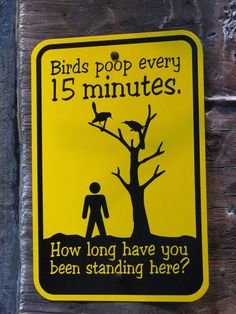 Birds poop every
15 minutes.
How long have you
been standing here?